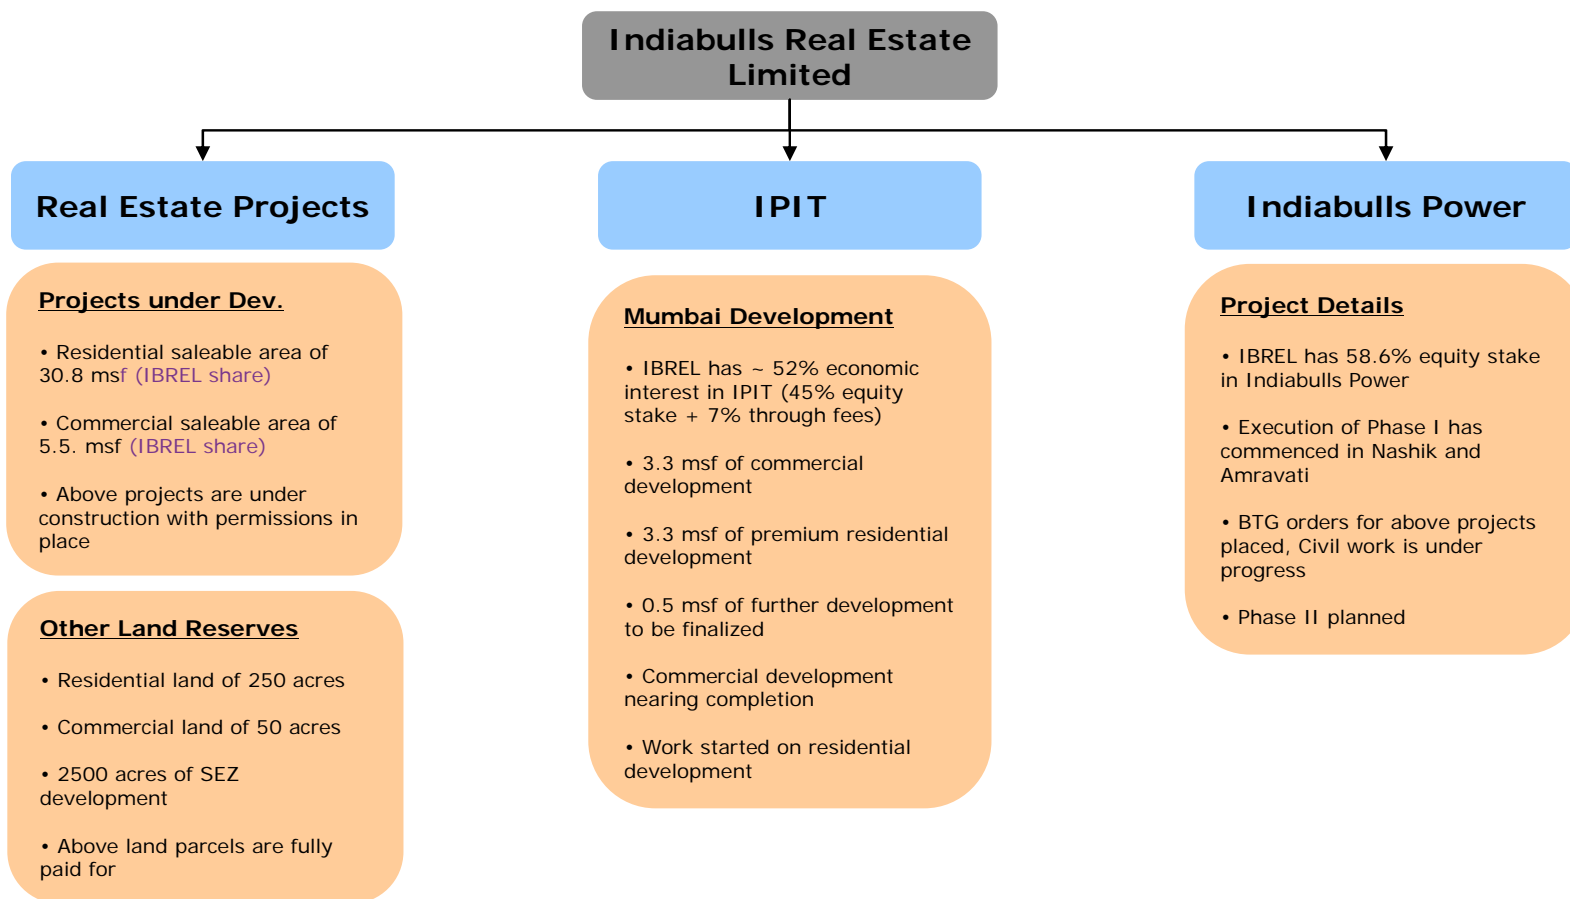 Indiabulls Real Estate
Limited
Real Estate Projects
Projects under Dev.
• Residential saleable area of
30.8 msf (IBREL share)
• Commercial saleable area of
5.5. msf (IBREL share)
• Above projects are under
construction with permissions in
place
Other Land Reserves
• Residential land of 250 acres
• Commercial land of 50 acres
• 2500 acres of SEZ
development
• Above land parcels are fully
paid for
IPIT
Mumbai Development
• IBREL has ~ 52% economic
interest in IPIT (45% equity
stake + 7% through fees)
• 3.3 msf of commercial
development
• 3.3 msf of premium residential
development
• 0.5 msf of further development
to be finalized
• Commercial development
nearing completion
• Work started on residential
development
Indiabulls Power
Project Details
• IBREL has 58.6% equity stake
in Indiabulls Power
• Execution of Phase I has
commenced in Nashik and
Amravati
• BTG orders for above projects
placed, Civil work is under
progress
• Phase II planned